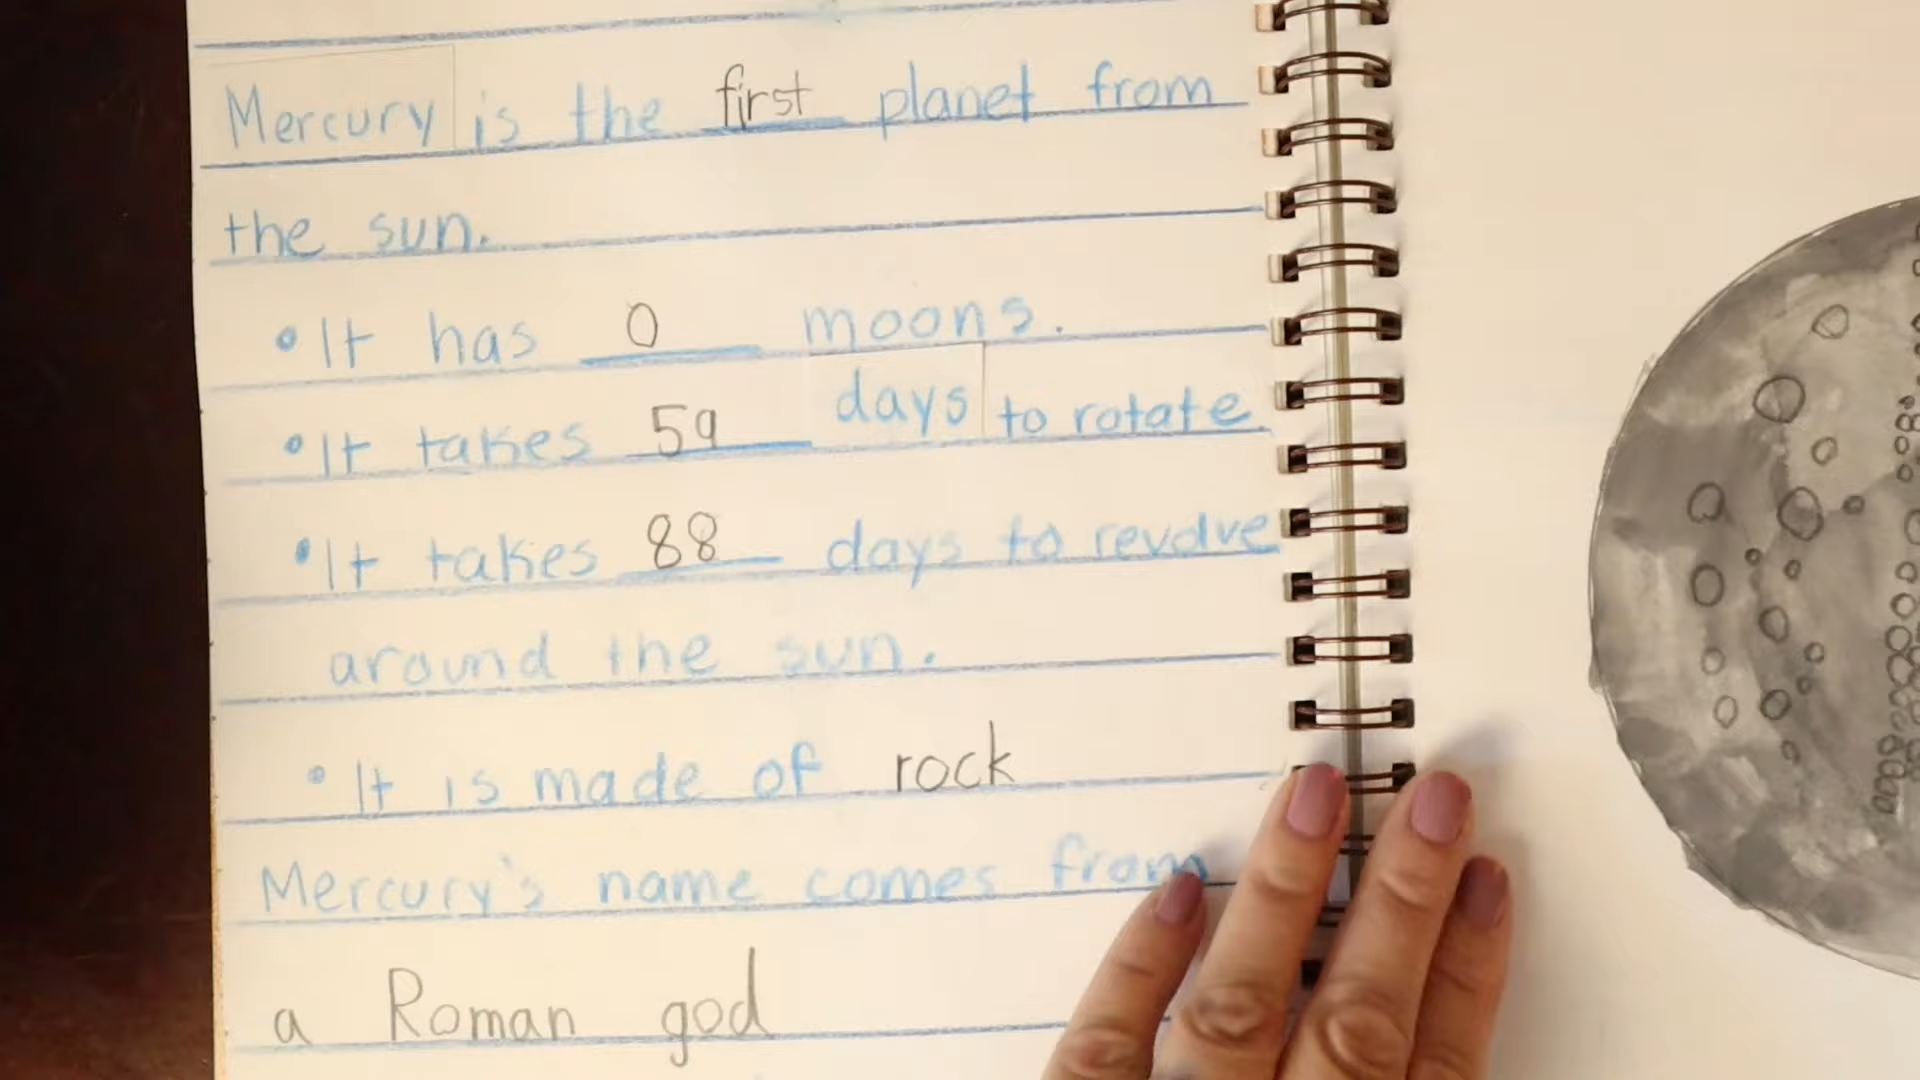 Mercury is the first planet from
the sun.
• It has 0 moons.
• It takes 59 days to rotate
• It takes 88 days to revolve
around the sun.
• It is made of rock
Mercury's name comes from
a Roman god